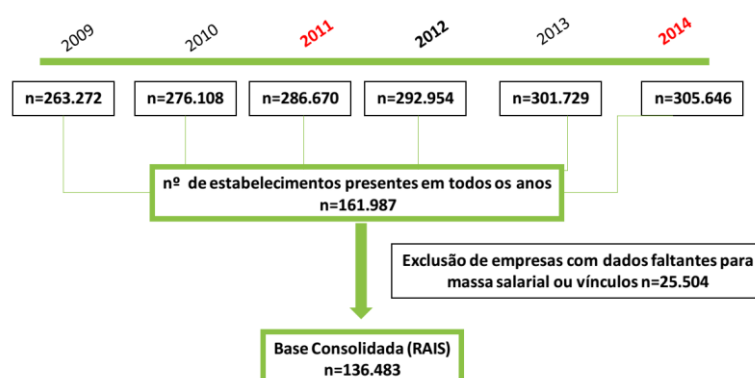 2009
2010
2011
2012
2013
2014
n=263.272
n=276.108
n=286.670
n=292.954
n=301.729
n=305.646
nº de estabelecimentos presentes em todos os anos
n=161.987
Exclusão de empresas com dados faltantes para
massa salarial ou vínculos n=25.504
Base Consolidada (RAIS)
n=136.483